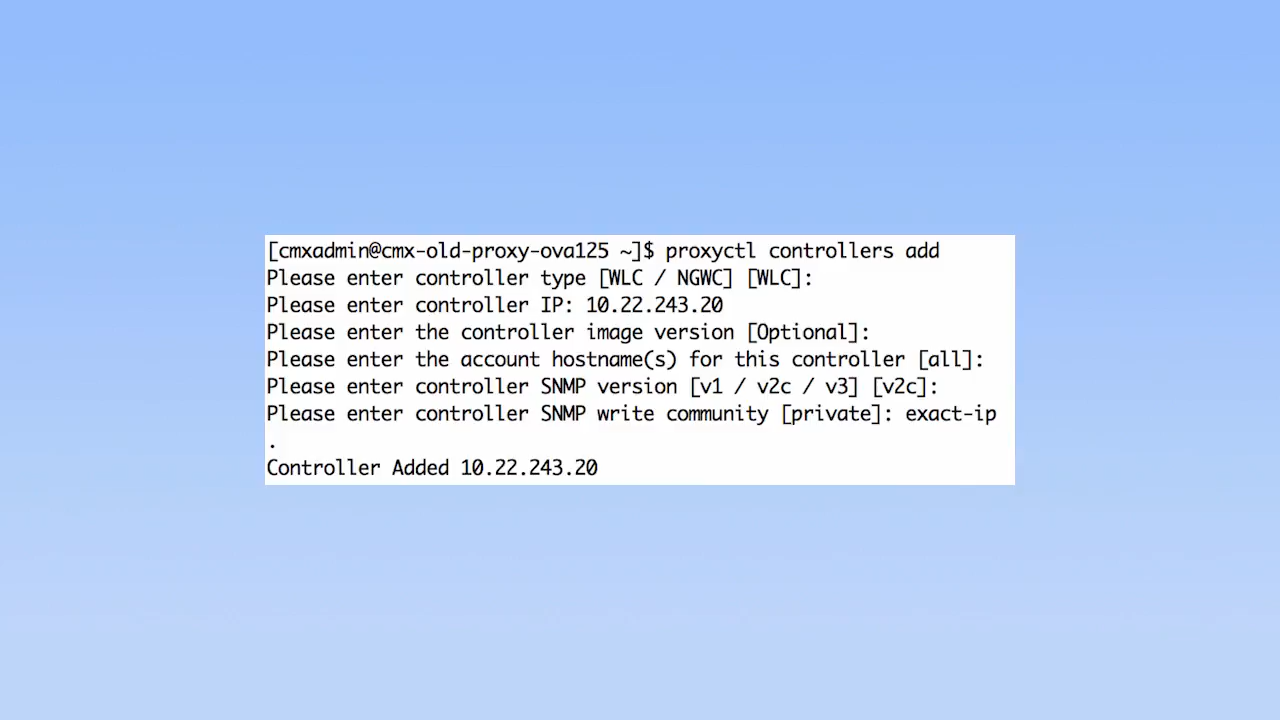 [cmxadmin@cmx-old-proxy-ova125 ~]$ proxyctl controllers add
Please enter controller type [WLC / NGWC] [WLC]:
Please enter controller IP: 10.22.243.20
Please enter the controller image version [Optional]:
Please enter the account hostname(s) for this controller [all]:
Please enter controller SNMP version [v1 / v2c / v3] [v2c]:
Please enter controller SNMP write community [private]: exact-ip
.
Controller Added 10.22.243.20